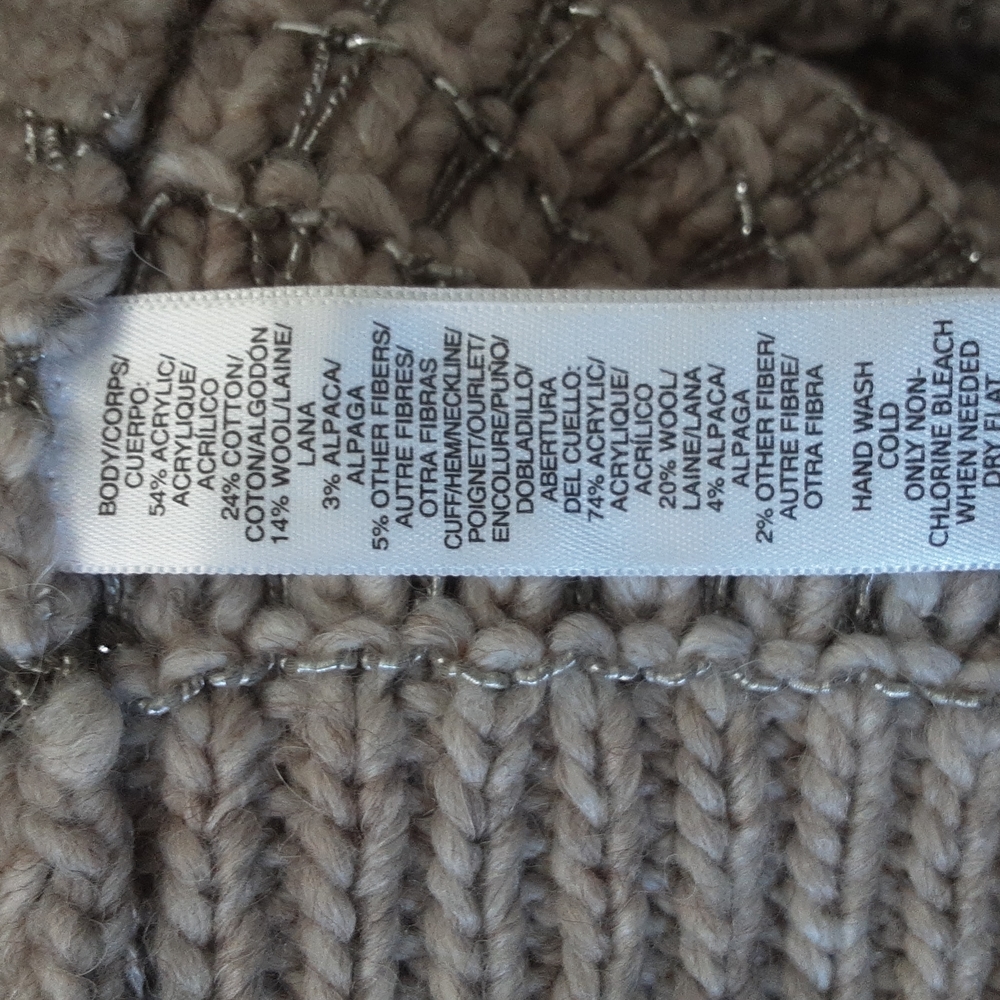 BODY/CORPS/
CUERPO:
54% ACRYLIC/
ACRYLIQUE/
ACRÍLICO
24% COTTON/
COTON/ALGODÓN
14% WOOL/LAINE/
LANA
3% ALPACA/
ALPAGA
5% OTHER FIBERS/
AUTRE FIBRES/
OTRA FIBRAS
CUFF/HEM/NECKLINE/
POIGNET/OURLET/
ENCOLURE/PUÑO/
DOBLADILLO/
ABERTURA
DEL CUELLO:
74% ACRYLIC/
ACRYLIQUE/
ACRÍLICO
20% WOOL/
LAINE/LANA
4% ALPACA/
ALPAGA
2% OTHER FIBER/
AUTRE FIBRE/
OTRA FIBRA
HAND WASH
COLD
ONLY NON-
CHLORINE BLEACH
WHEN NEEDED
DRY FLAT